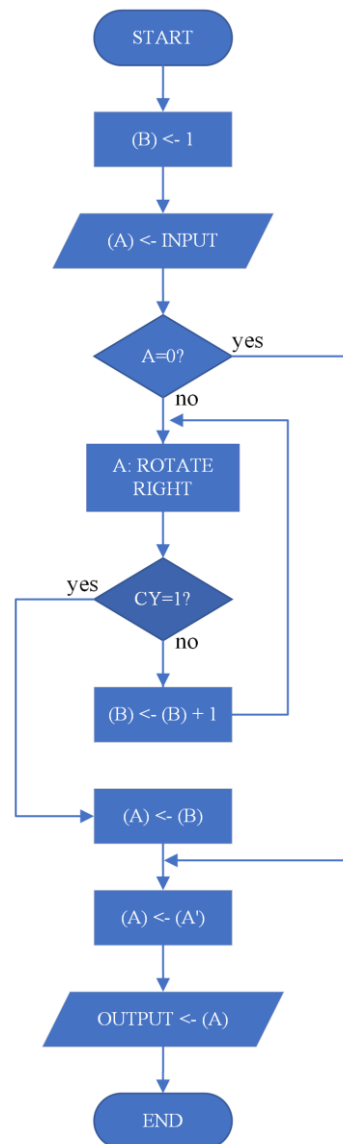 START
(B) <- 1
(A) <- INPUT
A=0?
yes
no
A: ROTATE
RIGHT
CY=1?
yes
no
(B) <- (B) + 1
(A) <- (B)
(A) <- (A')
OUTPUT <- (A)
END